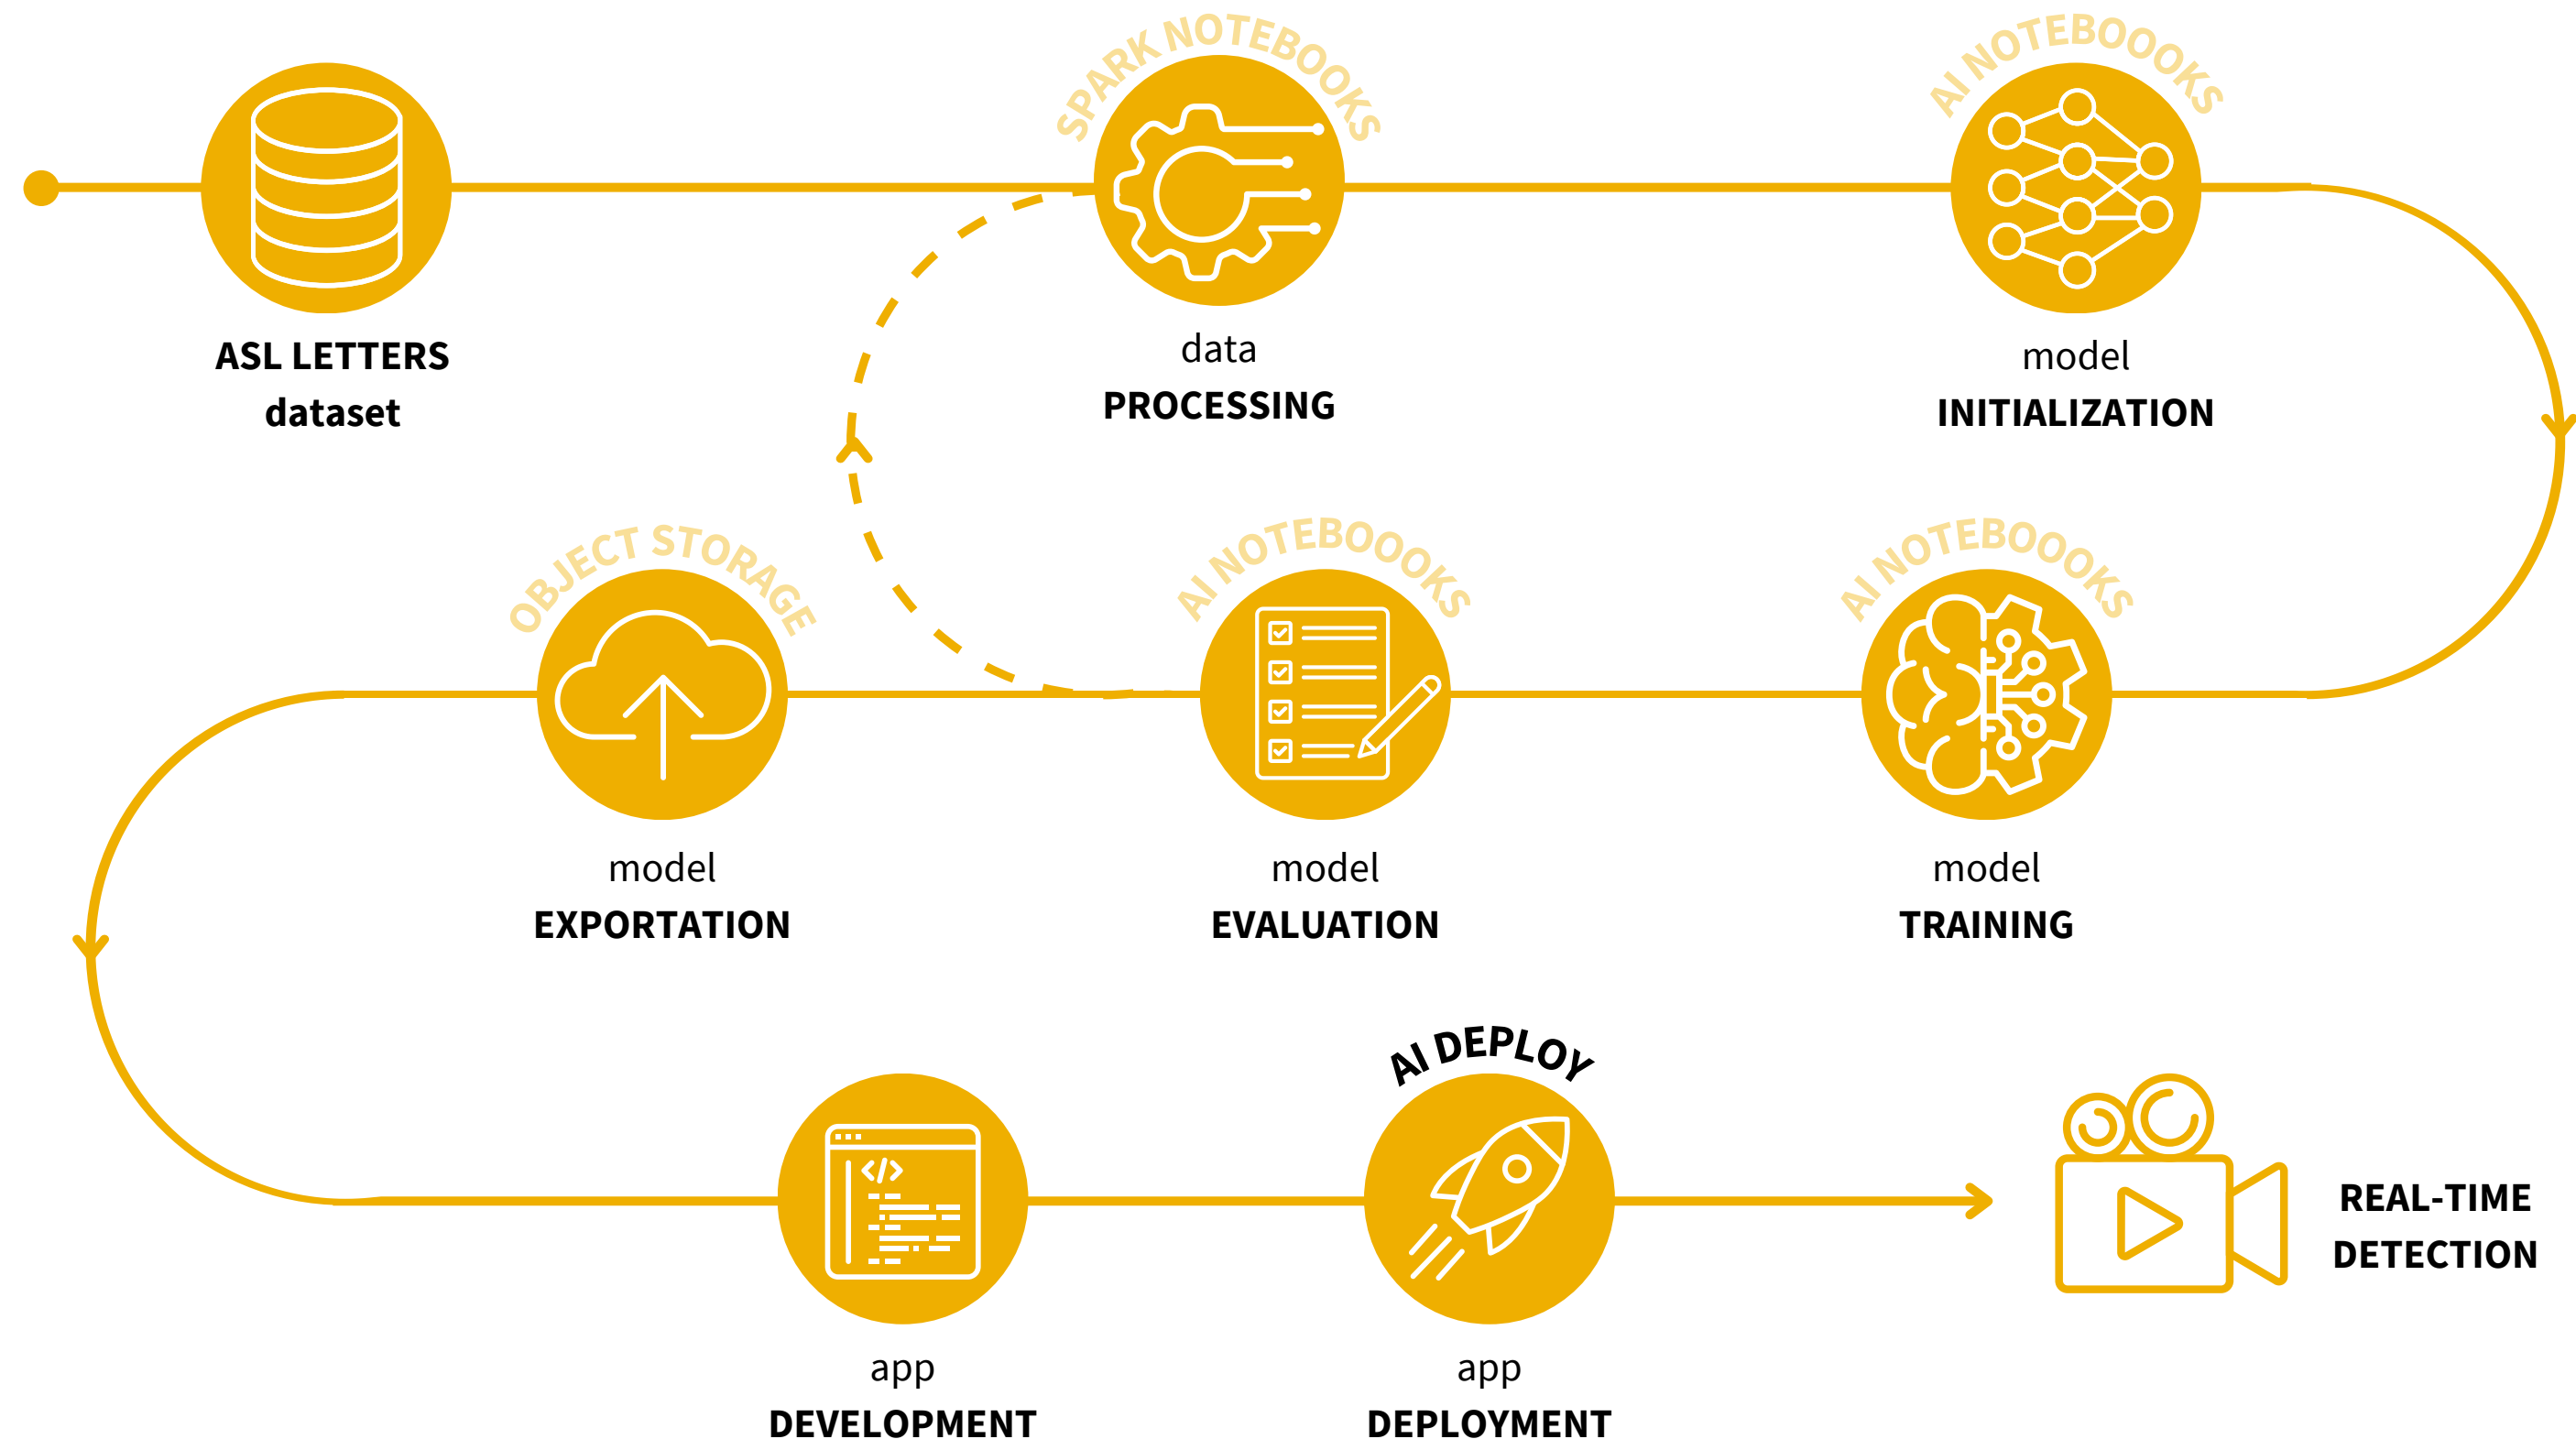 SPARK NOTEBOOKS
AI NOTEBOOOKS
ASL LETTERS
dataset
data
PROCESSING
model
INITIALIZATION
OBJECT STORAGE
AI NOTEBOOOKS
AI NOTEBOOOKS
model
EXPORTATION
model
EVALUATION
model
TRAINING
AI DEPLOY
REAL-TIME
DETECTION
app
DEVELOPMENT
app
DEPLOYMENT